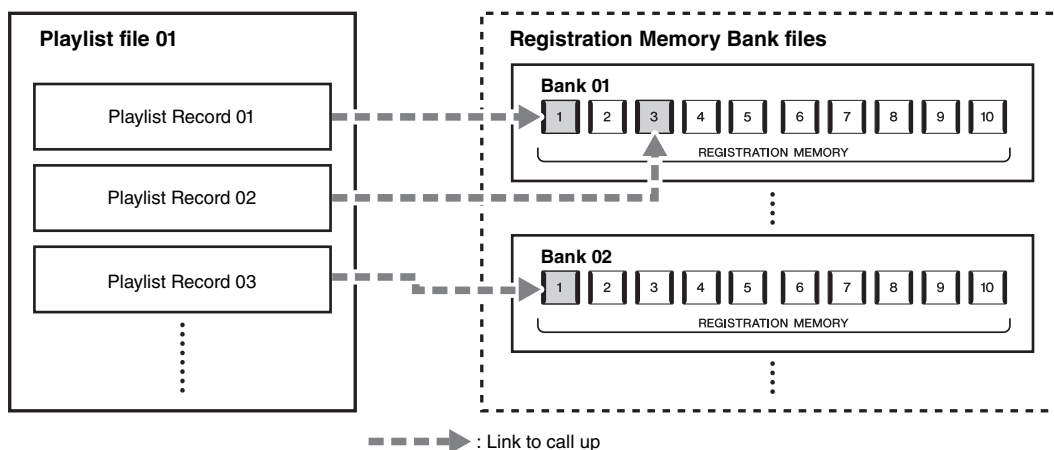 Playlist file 01
Playlist Record 01
Playlist Record 02
Playlist Record 03
Registration Memory Bank files
Bank 01
1 2 3 4 5 6 7 8 9 10
REGISTRATION MEMORY
Bank 02
1 2 3 4 5 6 7 8 9 10
REGISTRATION MEMORY
: Link to call up